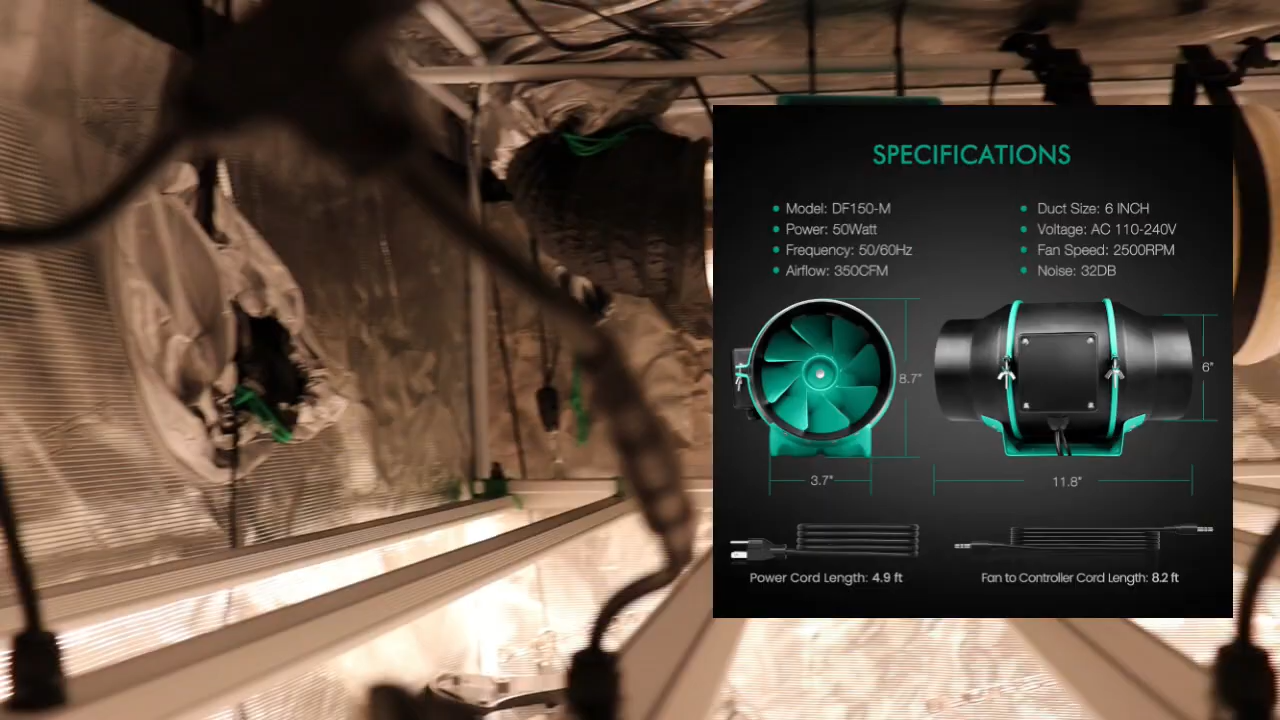 SPECIFICATIONS
Model: DF150-M
Power: 50Watt
Frequency: 50/60Hz
Airflow: 350CFM
Duct Size: 6 INCH
Voltage: AC 110-240V
Fan Speed: 2500RPM
Noise: 32DB
8.7"
6"
3.7"
11.8"
Power Cord Length: 4.9 ft
Fan to Controller Cord Length: 8.2 ft